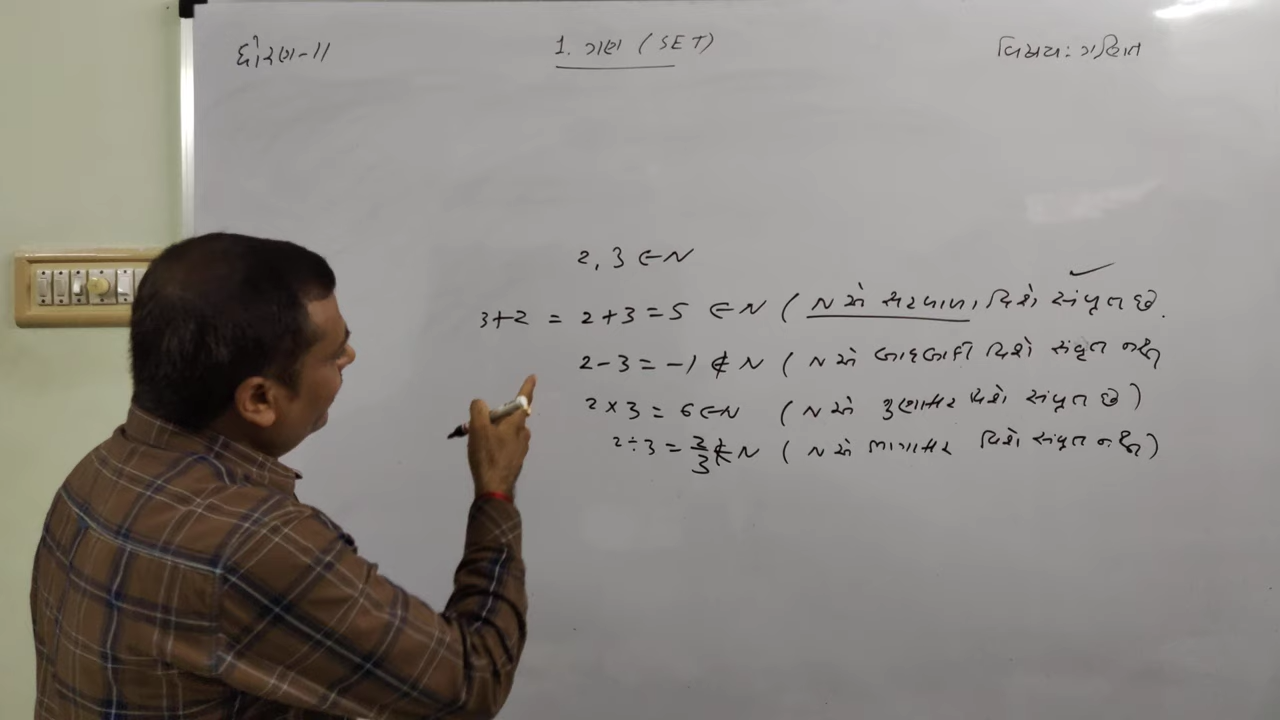 ધોરણ-11
1. ગણ (SET)
વિષય: ગણિત
2, 3 ∈ N
3+2 = 2+3 = 5 ∈ N ( N એ સરવાળા વિશે સંવૃત છે.
2 - 3 = -1 ∉ N ( N એ બાદબાકી વિશે સંવૃત નથી
2 × 3 = 6 ∈ N ( N એ ગુણાકાર વિશે સંવૃત છે )
2 ÷ 3 = 2/3 ∉ N ( N એ ભાગાકાર વિશે સંવૃત નથી )